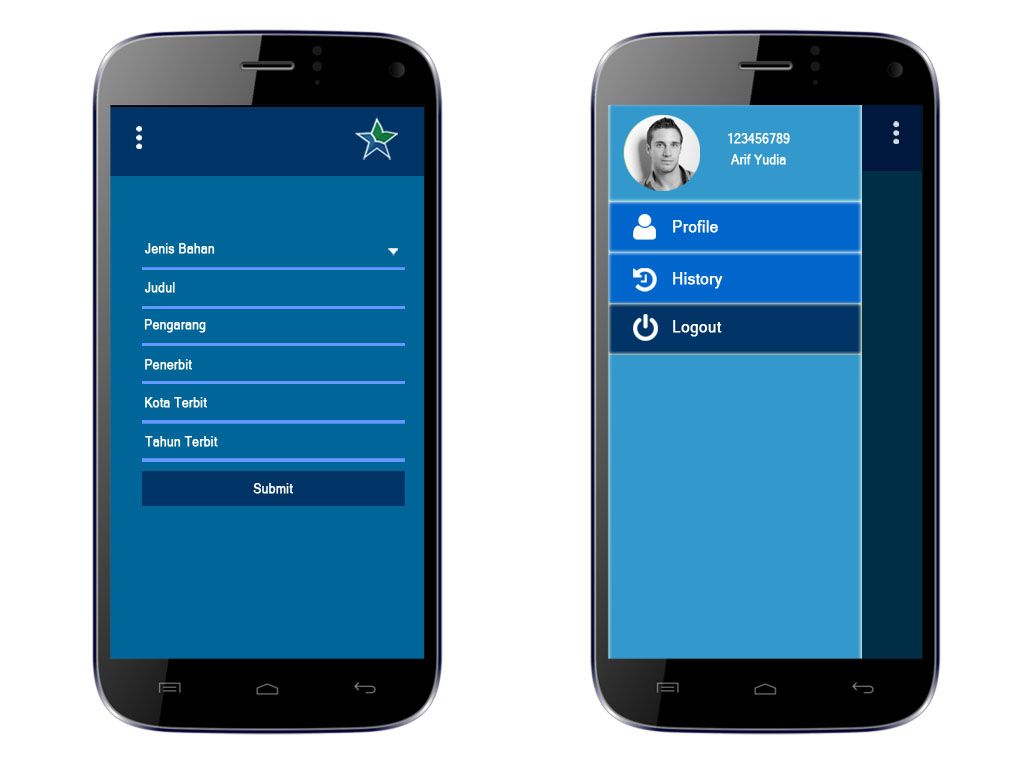 Jenis Bahan
Judul
Pengarang
Penerbit
Kota Terbit
Tahun Terbit
Submit
123456789
Arif Yudia
Profile
History
Logout